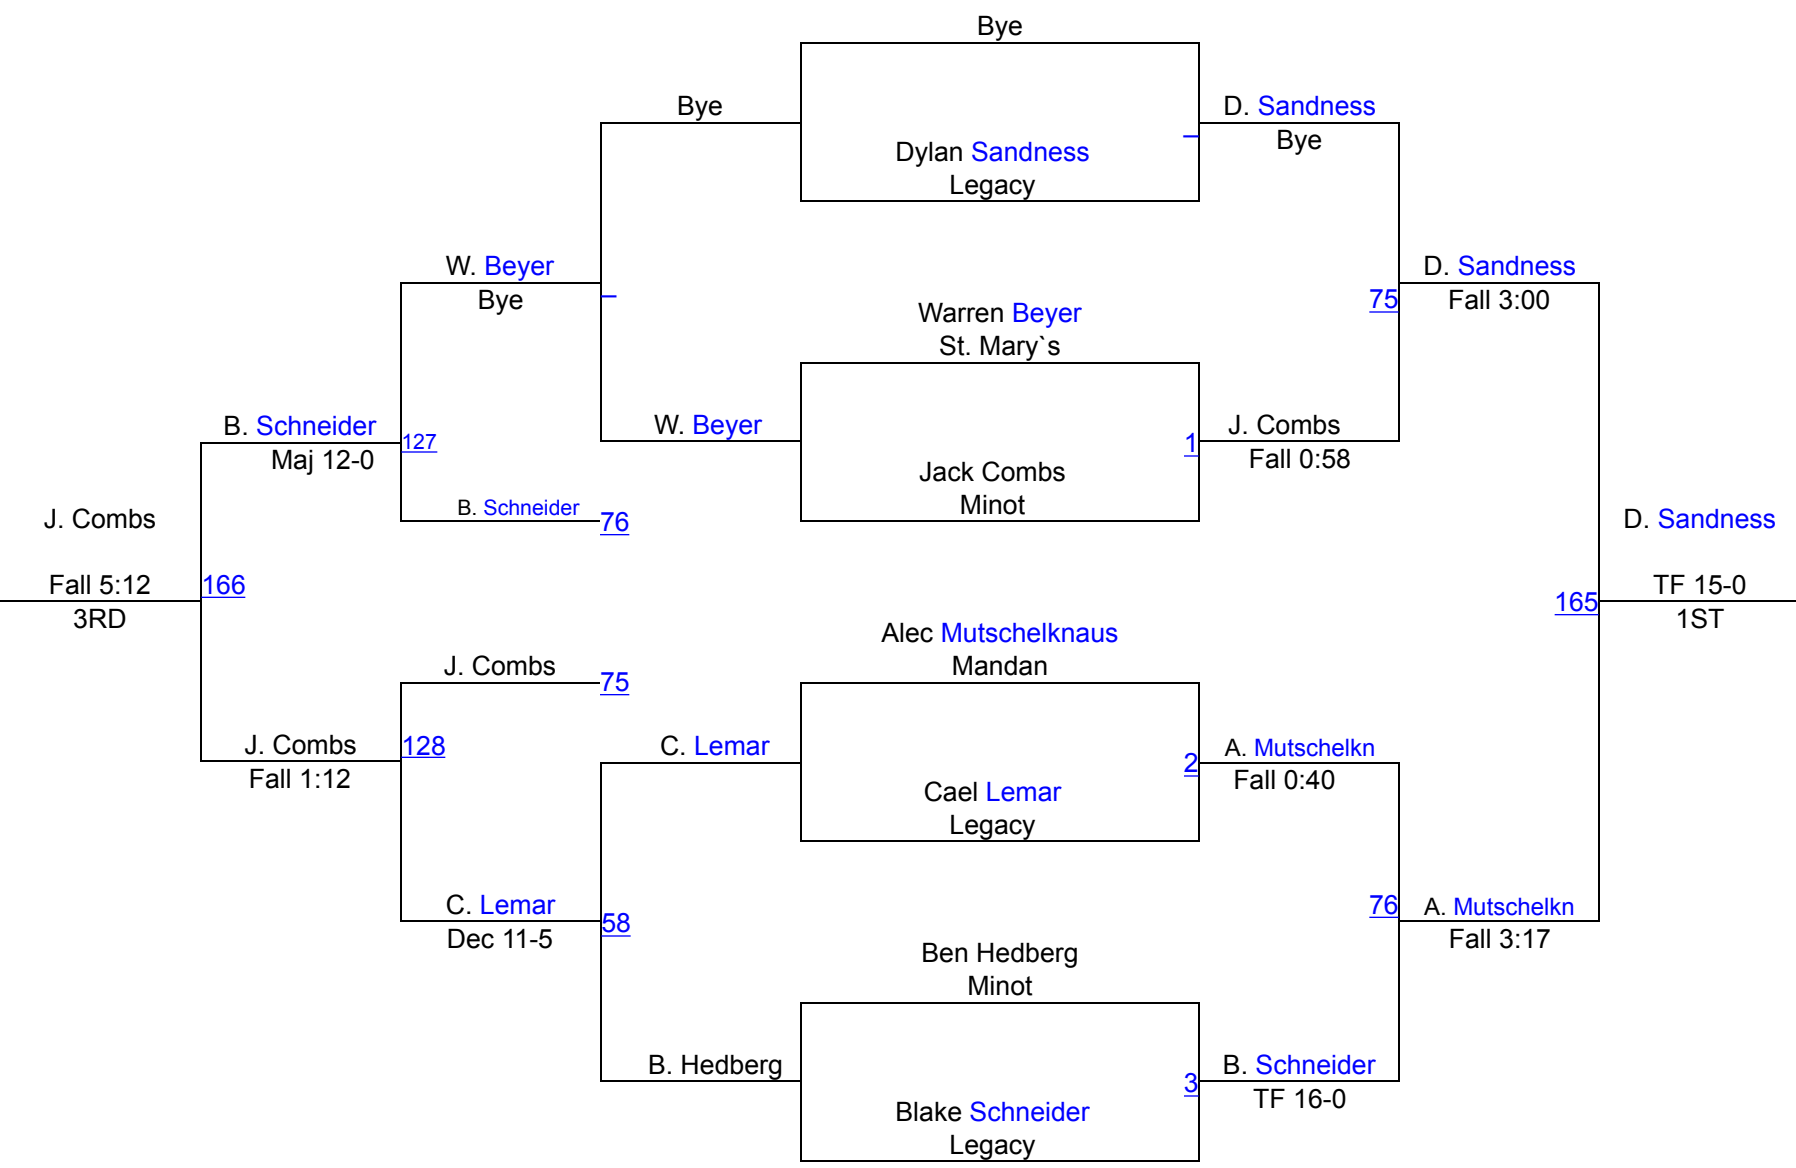 Bye
Bye
D. Sandness
Bye
Dylan Sandness
Legacy
W. Beyer
Bye
D. Sandness
Fall 3:00
75
Warren Beyer
St. Mary`s
B. Schneider
Maj 12-0
127
W. Beyer
1
J. Combs
Fall 0:58
Jack Combs
Minot
B. Schneider
76
J. Combs
Fall 5:12
3RD
166
D. Sandness
TF 15-0
1ST
165
Alec Mutschelknaus
Mandan
J. Combs
75
J. Combs
Fall 1:12
128
C. Lemar
2
A. Mutschelkn
Fall 0:40
Cael Lemar
Legacy
C. Lemar
Dec 11-5
58
76
A. Mutschelkn
Fall 3:17
Ben Hedberg
Minot
B. Hedberg
3
B. Schneider
TF 16-0
Blake Schneider
Legacy